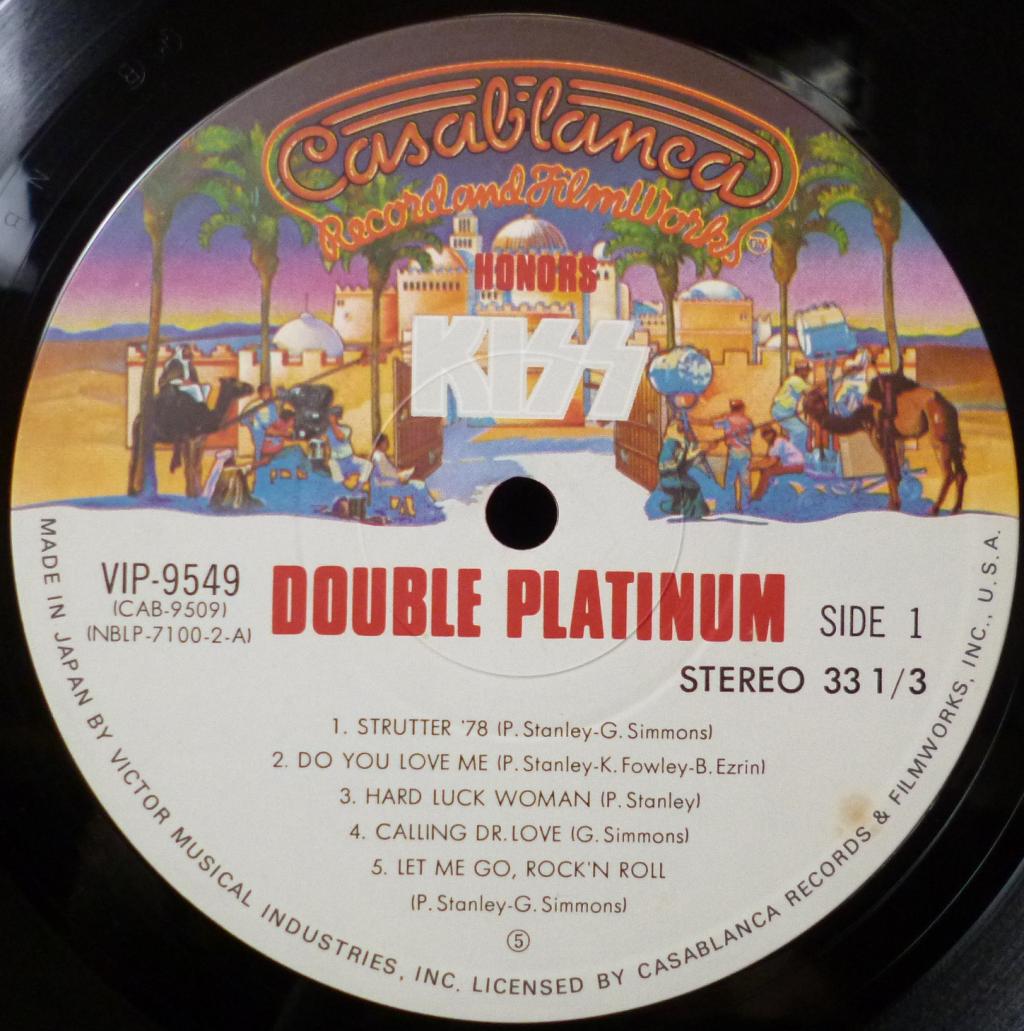 Casablanca
Record and FilmWorks
TM
HONORS
KISS
VIP-9549
(CAB-9509)
(NBLP-7100-2-A)
DOUBLE PLATINUM
SIDE 1
STEREO 33 1/3
1. STRUTTER '78 (P. Stanley-G. Simmons)
2. DO YOU LOVE ME (P. Stanley-K. Fowley-B. Ezrin)
3. HARD LUCK WOMAN (P. Stanley)
4. CALLING DR. LOVE (G. Simmons)
5. LET ME GO, ROCK'N ROLL
(P. Stanley-G. Simmons)
⑤
MADE IN JAPAN BY VICTOR MUSICAL INDUSTRIES, INC. LICENSED BY CASABLANCA RECORDS & FILMWORKS, INC., U.S.A.